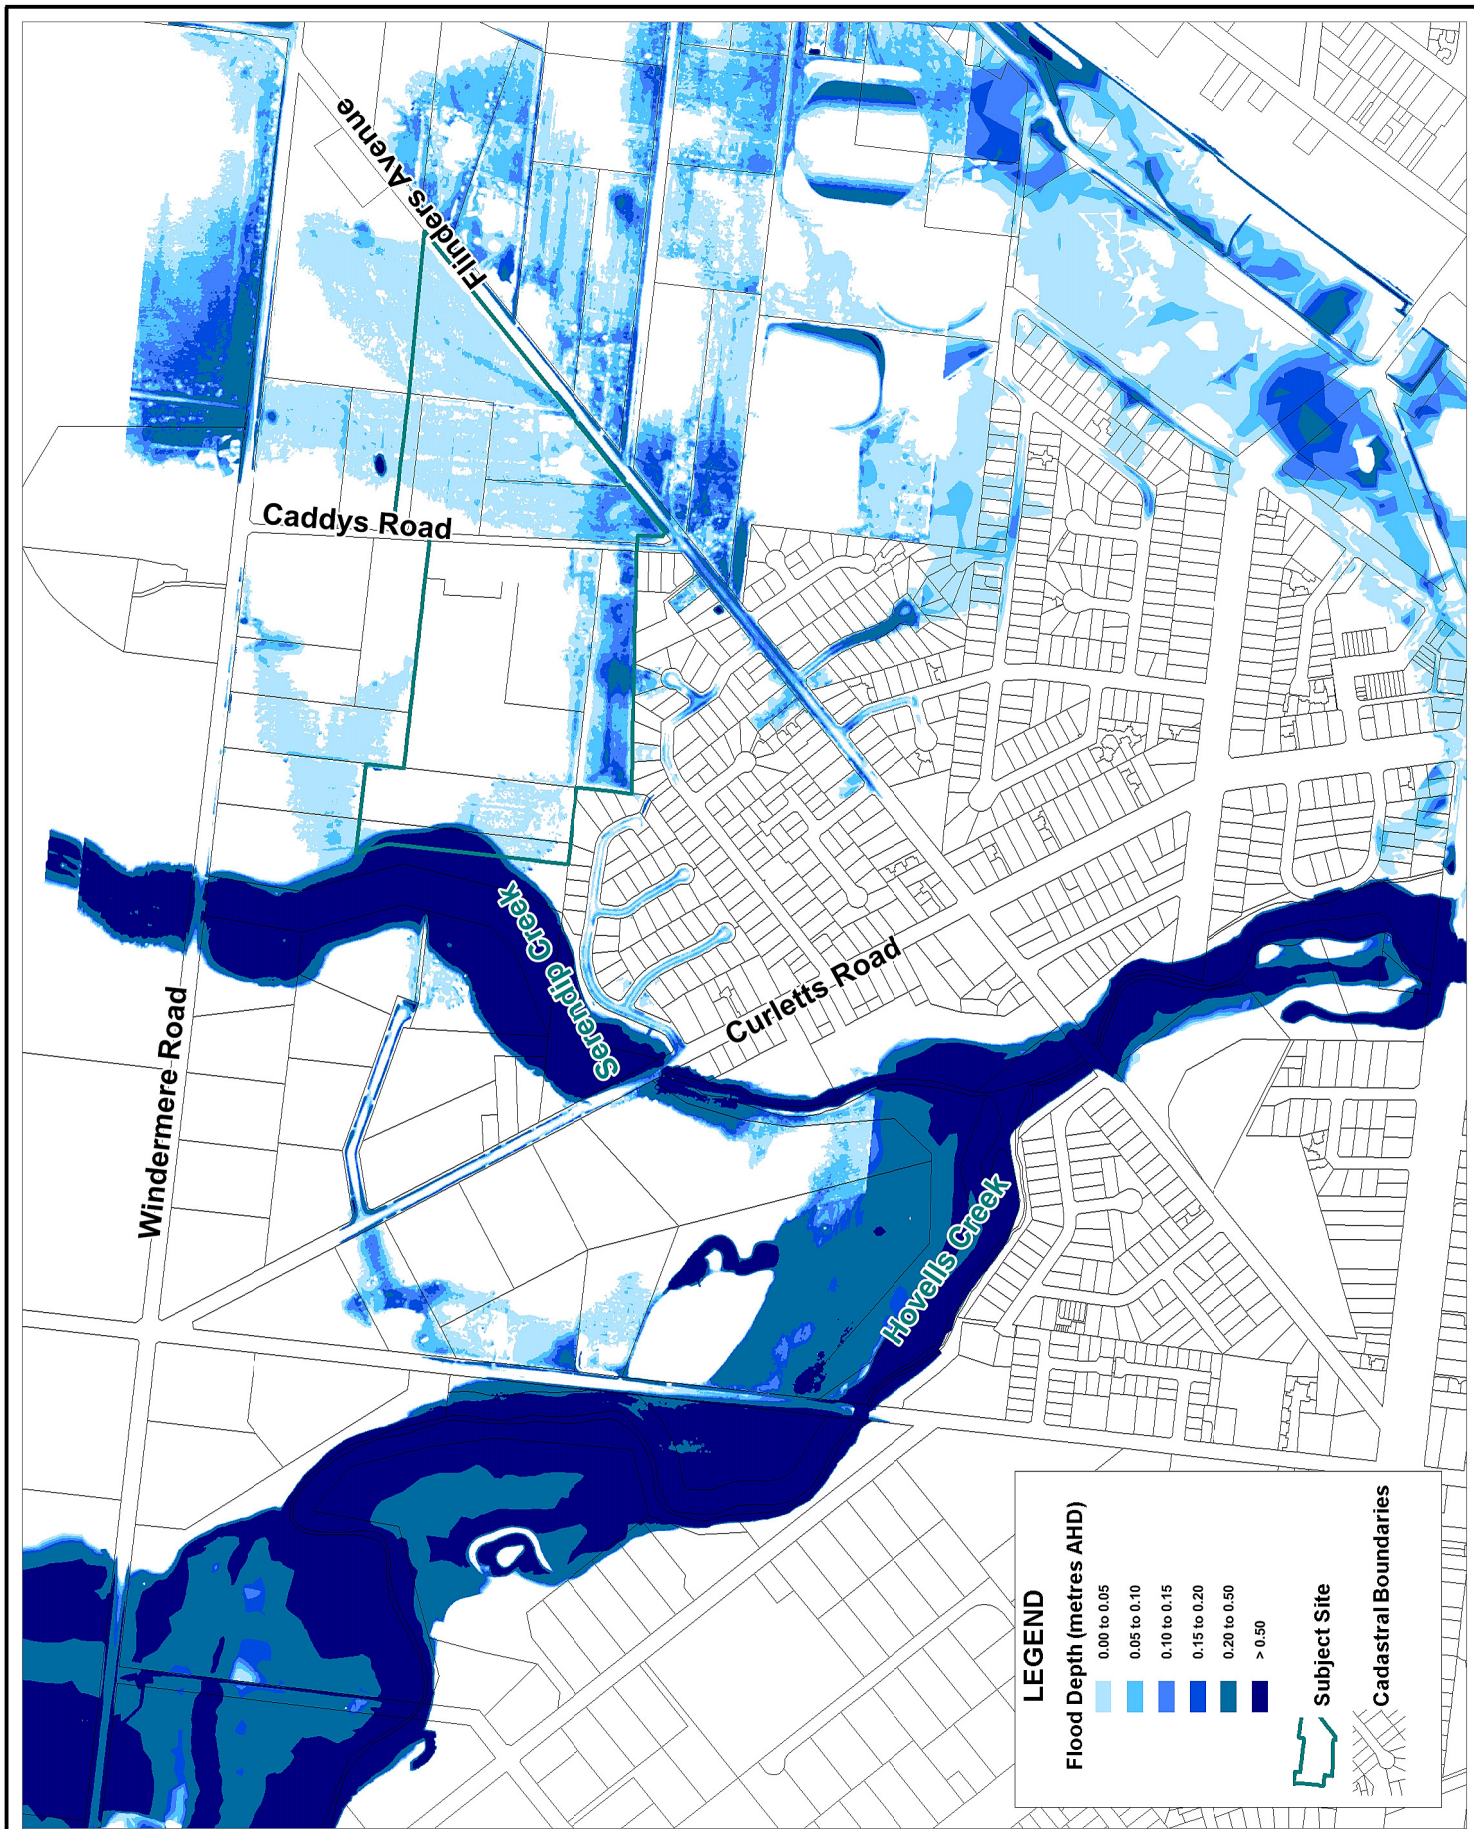 Flinders Avenue
Caddys Road
Serendip Creek
Curletts Road
Windermere Road
Hovells Creek
LEGEND
Flood Depth (metres AHD)
0.00 to 0.05
0.05 to 0.10
0.10 to 0.15
0.15 to 0.20
0.20 to 0.50
> 0.50
Subject Site
Cadastral Boundaries